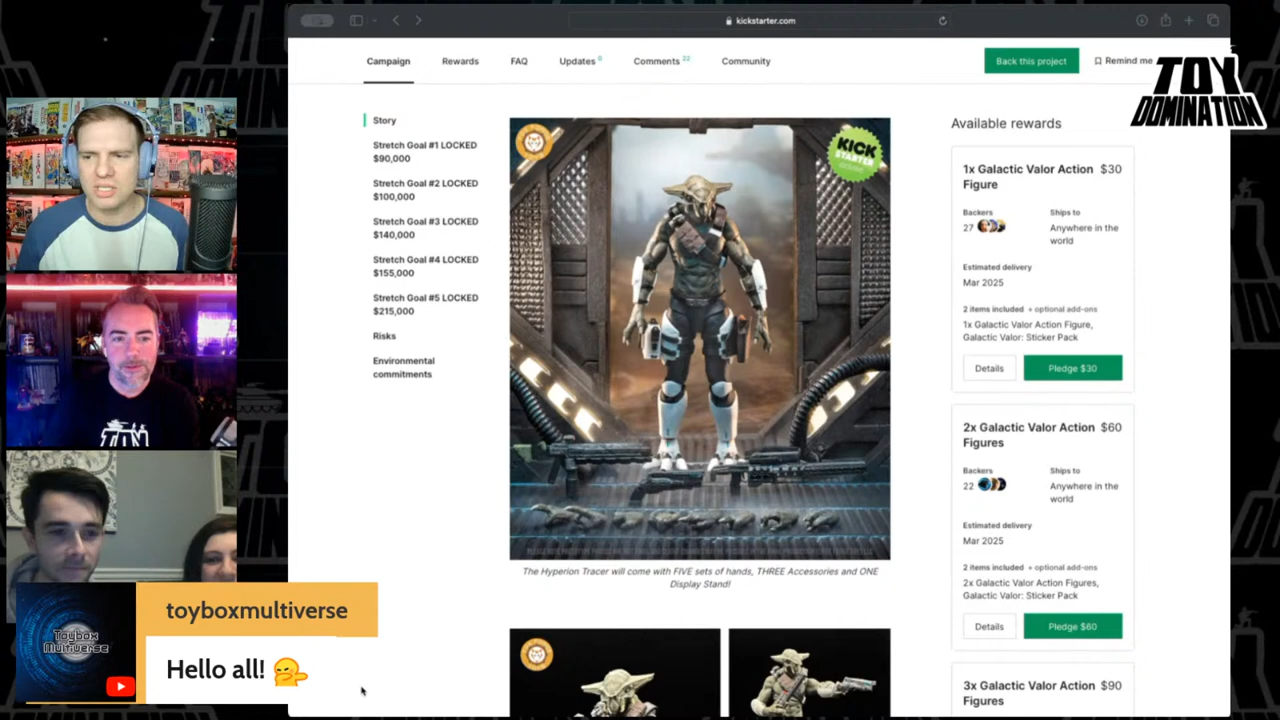 kickstarter.com
Campaign
Rewards
FAQ
Updates 0
Comments 22
Community
Back this project
Remind me
TOY
DOMINATION
Story
Stretch Goal #1 LOCKED
$90,000
Stretch Goal #2 LOCKED
$100,000
Stretch Goal #3 LOCKED
$140,000
Stretch Goal #4 LOCKED
$155,000
Stretch Goal #5 LOCKED
$215,000
Risks
Environmental
commitments
KICK
STARTER
The Hyperion Tracer will come with FIVE sets of hands, THREE Accessories and ONE
Display Stand!
Available rewards
1x Galactic Valor Action $30
Figure
Backers
27
Ships to
Anywhere in the
world
Estimated delivery
Mar 2025
2 items included + optional add-ons
1x Galactic Valor Action Figure,
Galactic Valor: Sticker Pack
Details
Pledge $30
2x Galactic Valor Action $60
Figures
Backers
22
Ships to
Anywhere in the
world
Estimated delivery
Mar 2025
2 items included + optional add-ons
2x Galactic Valor Action Figures,
Galactic Valor: Sticker Pack
Details
Pledge $60
3x Galactic Valor Action $90
Figures
Toybox
Multiverse
toyboxmultiverse
Hello all!